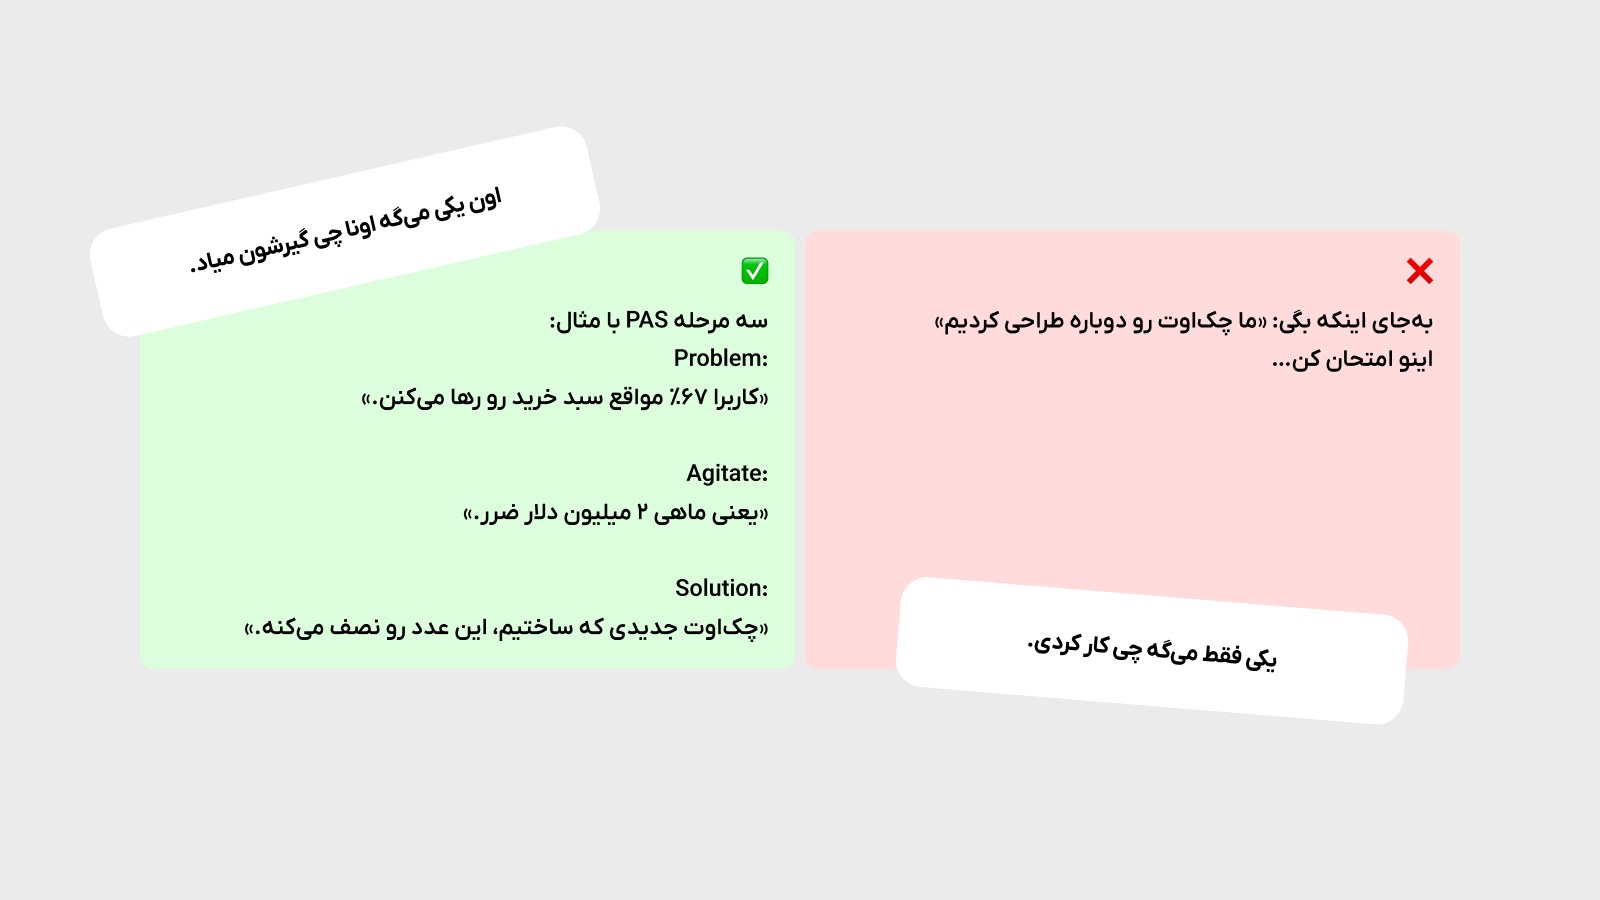 ❌
به‌جای اینکه بگی: «ما چک‌اوت رو دوباره طراحی کردیم»
اینو امتحان کن...
یکی فقط می‌گه چی کار کردی.
✅
سه مرحله PAS با مثال:
Problem:
«کاربرا ۶۷٪ مواقع سبد خرید رو رها می‌کنن.»
Agitate:
«یعنی ماهی ۲ میلیون دلار ضرر.»
Solution:
«چک‌اوت جدیدی که ساختیم، این عدد رو نصف می‌کنه.»
اون یکی می‌گه اونا چی گیرشون میاد.